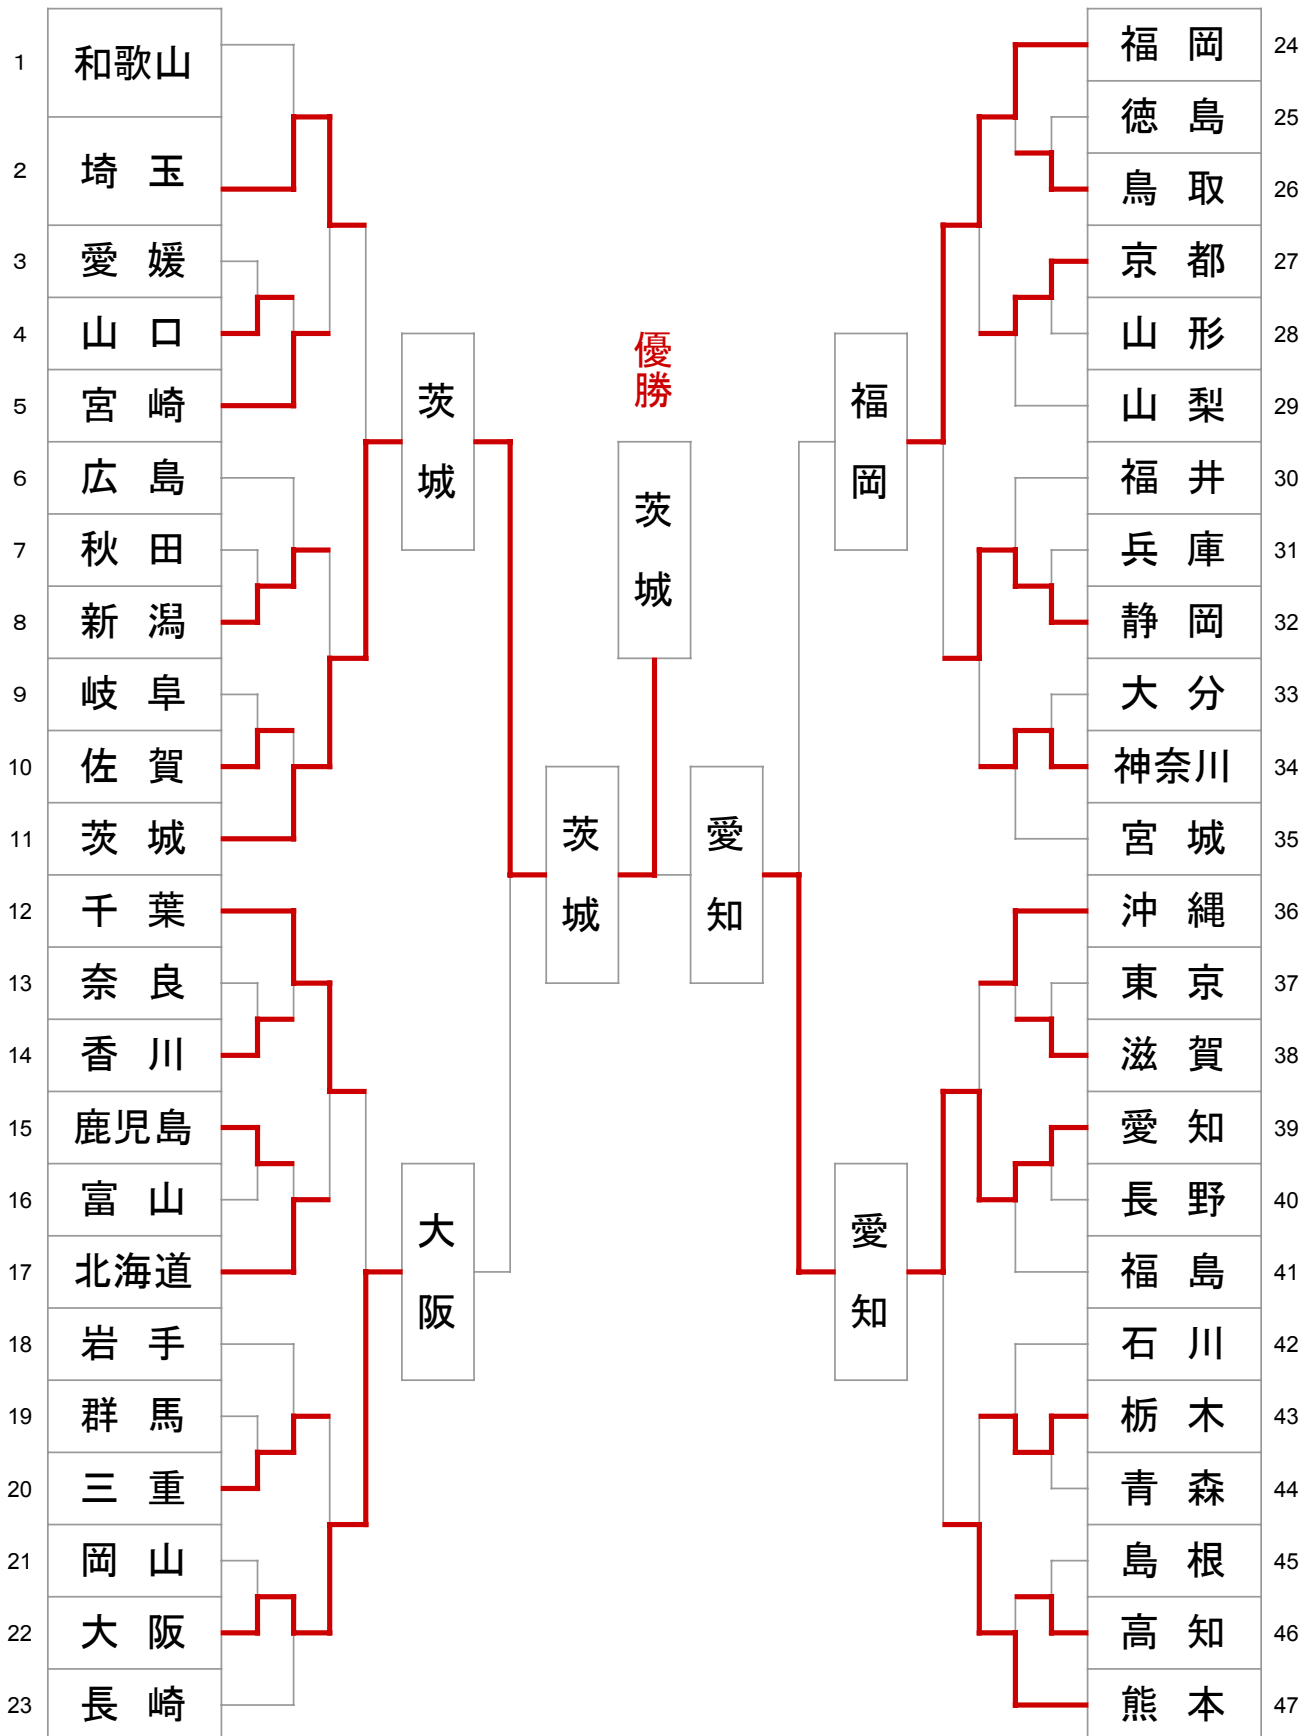 1 和歌山
2 埼玉
3 愛媛
4 山口
5 宮崎
6 広島
7 秋田
8 新潟
9 岐阜
10 佐賀
11 茨城
12 千葉
13 奈良
14 香川
15 鹿児島
16 富山
17 北海道
18 岩手
19 群馬
20 三重
21 岡山
22 大阪
23 長崎
茨城
大阪
茨城
優勝
茨城
愛知
福岡
愛知
福岡 24
徳島 25
鳥取 26
京都 27
山形 28
山梨 29
福井 30
兵庫 31
静岡 32
大分 33
神奈川 34
宮城 35
沖縄 36
東京 37
滋賀 38
愛知 39
長野 40
福島 41
石川 42
栃木 43
青森 44
島根 45
高知 46
熊本 47